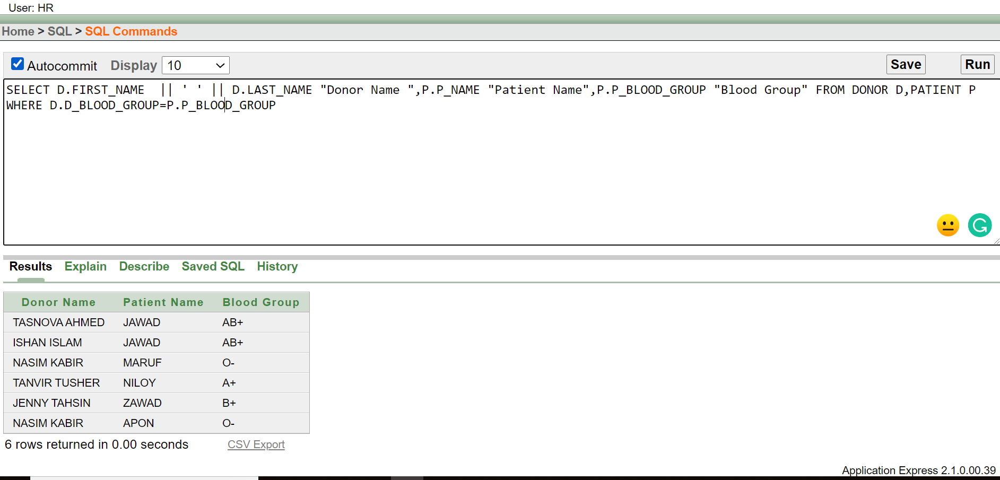 User: HR
Home > SQL > SQL Commands
Autocommit Display 10 Save Run
SELECT D.FIRST_NAME  || ' ' || D.LAST_NAME "Donor Name ",P.P_NAME "Patient Name",P.P_BLOOD_GROUP "Blood Group" FROM DONOR D,PATIENT P
WHERE D.D_BLOOD_GROUP=P.P_BLOOD_GROUP
Results Explain Describe Saved SQL History
Donor Name Patient Name Blood Group
TASNOVA AHMED JAWAD AB+
ISHAN ISLAM JAWAD AB+
NASIM KABIR MARUF O-
TANVIR TUSHER NILOY A+
JENNY TAHSIN ZAWAD B+
NASIM KABIR APON O-
6 rows returned in 0.00 seconds CSV Export
Application Express 2.1.0.00.39